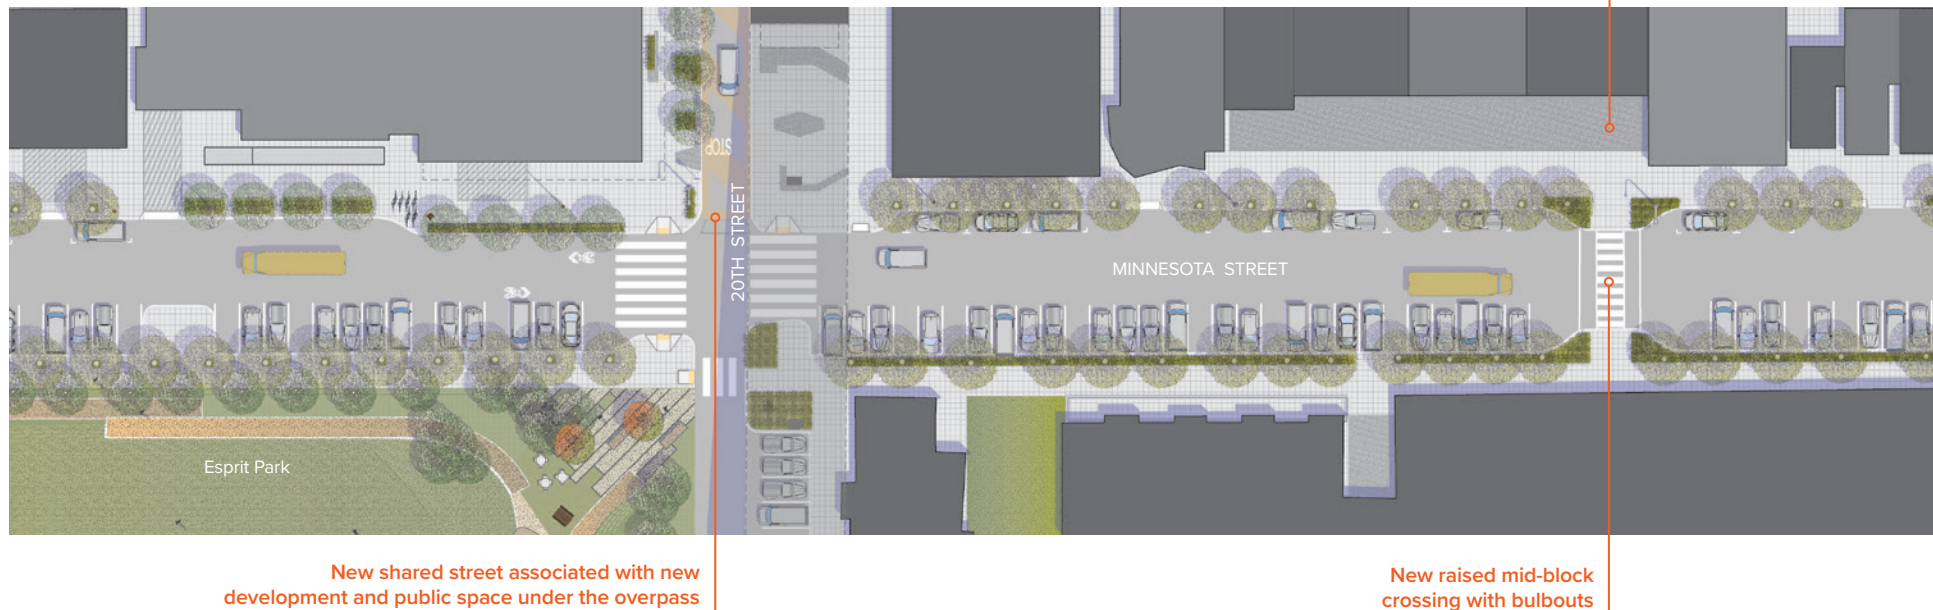 STOP
20TH STREET
MINNESOTA STREET
Esprit Park
New shared street associated with new
development and public space under the overpass
New raised mid-block
crossing with bulbouts